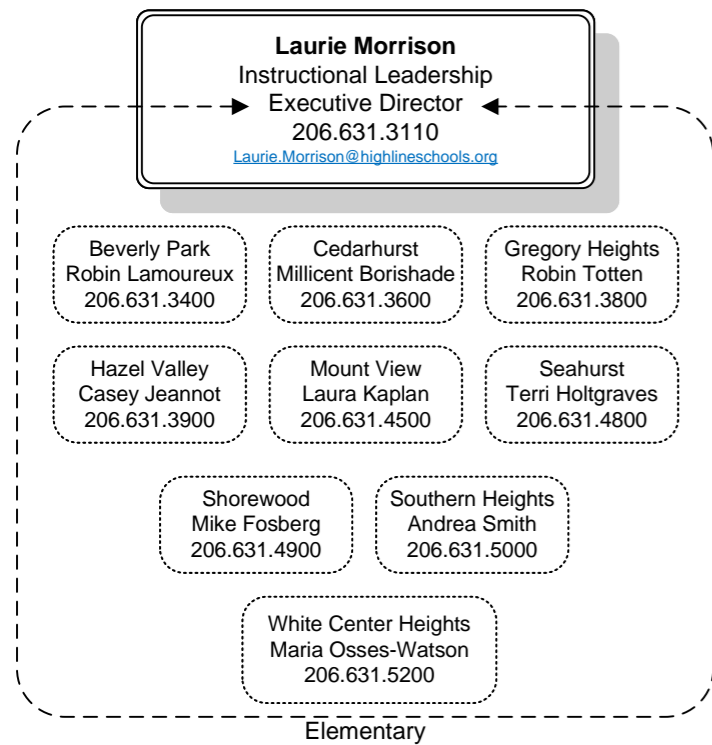 Laurie Morrison
Instructional Leadership
Executive Director
206.631.3110
Laurie.Morrison@highlineschools.org
Beverly Park
Robin Lamoureux
206.631.3400
Cedarhurst
Millicent Borishade
206.631.3600
Gregory Heights
Robin Totten
206.631.3800
Hazel Valley
Casey Jeannot
206.631.3900
Mount View
Laura Kaplan
206.631.4500
Seahurst
Terri Holtgraves
206.631.4800
Shorewood
Mike Fosberg
206.631.4900
Southern Heights
Andrea Smith
206.631.5000
White Center Heights
Maria Osses-Watson
206.631.5200
Elementary